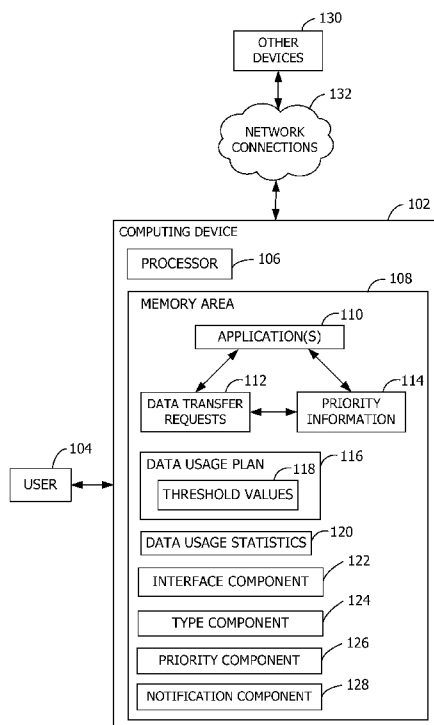 130
OTHER
DEVICES
132
NETWORK
CONNECTIONS
102
COMPUTING DEVICE
106
PROCESSOR
108
MEMORY AREA
110
APPLICATION(S)
112
114
DATA TRANSFER
REQUESTS
PRIORITY
INFORMATION
116
DATA USAGE PLAN
118
THRESHOLD VALUES
104
USER
120
DATA USAGE STATISTICS
122
INTERFACE COMPONENT
124
TYPE COMPONENT
126
PRIORITY COMPONENT
128
NOTIFICATION COMPONENT